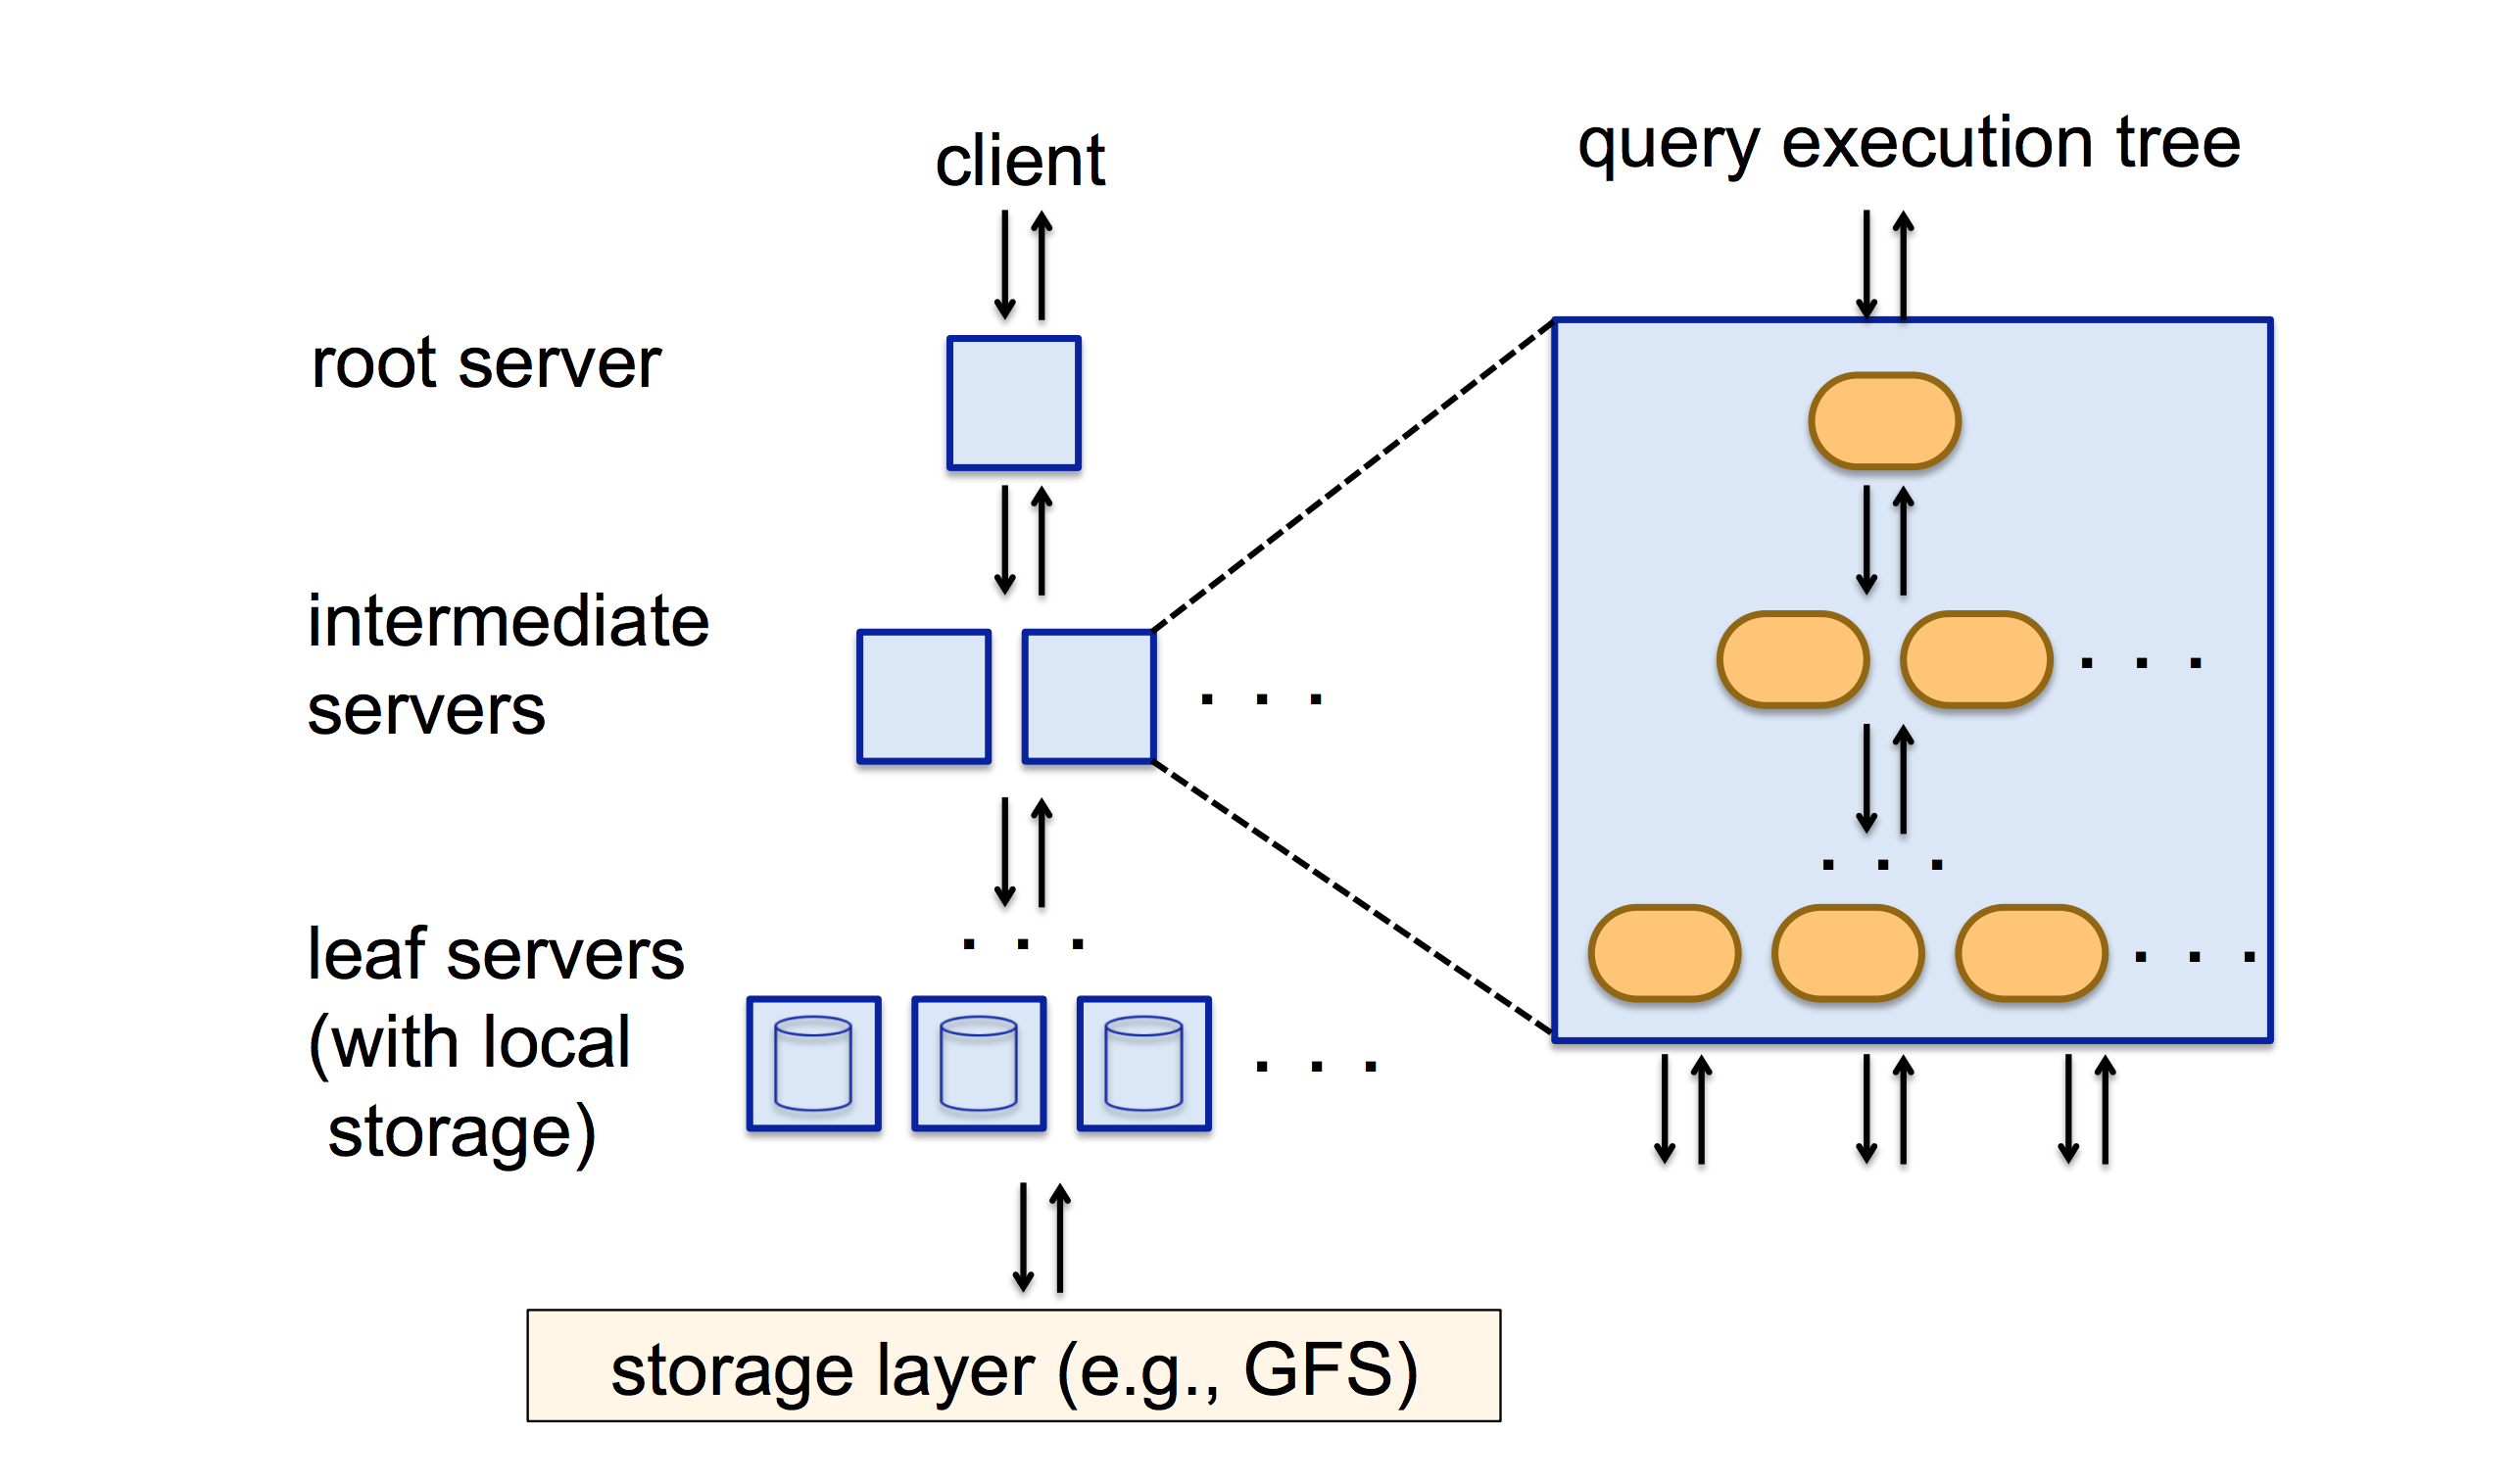 client
query execution tree
root server
intermediate
servers
leaf servers
(with local
storage)
storage layer (e.g., GFS)